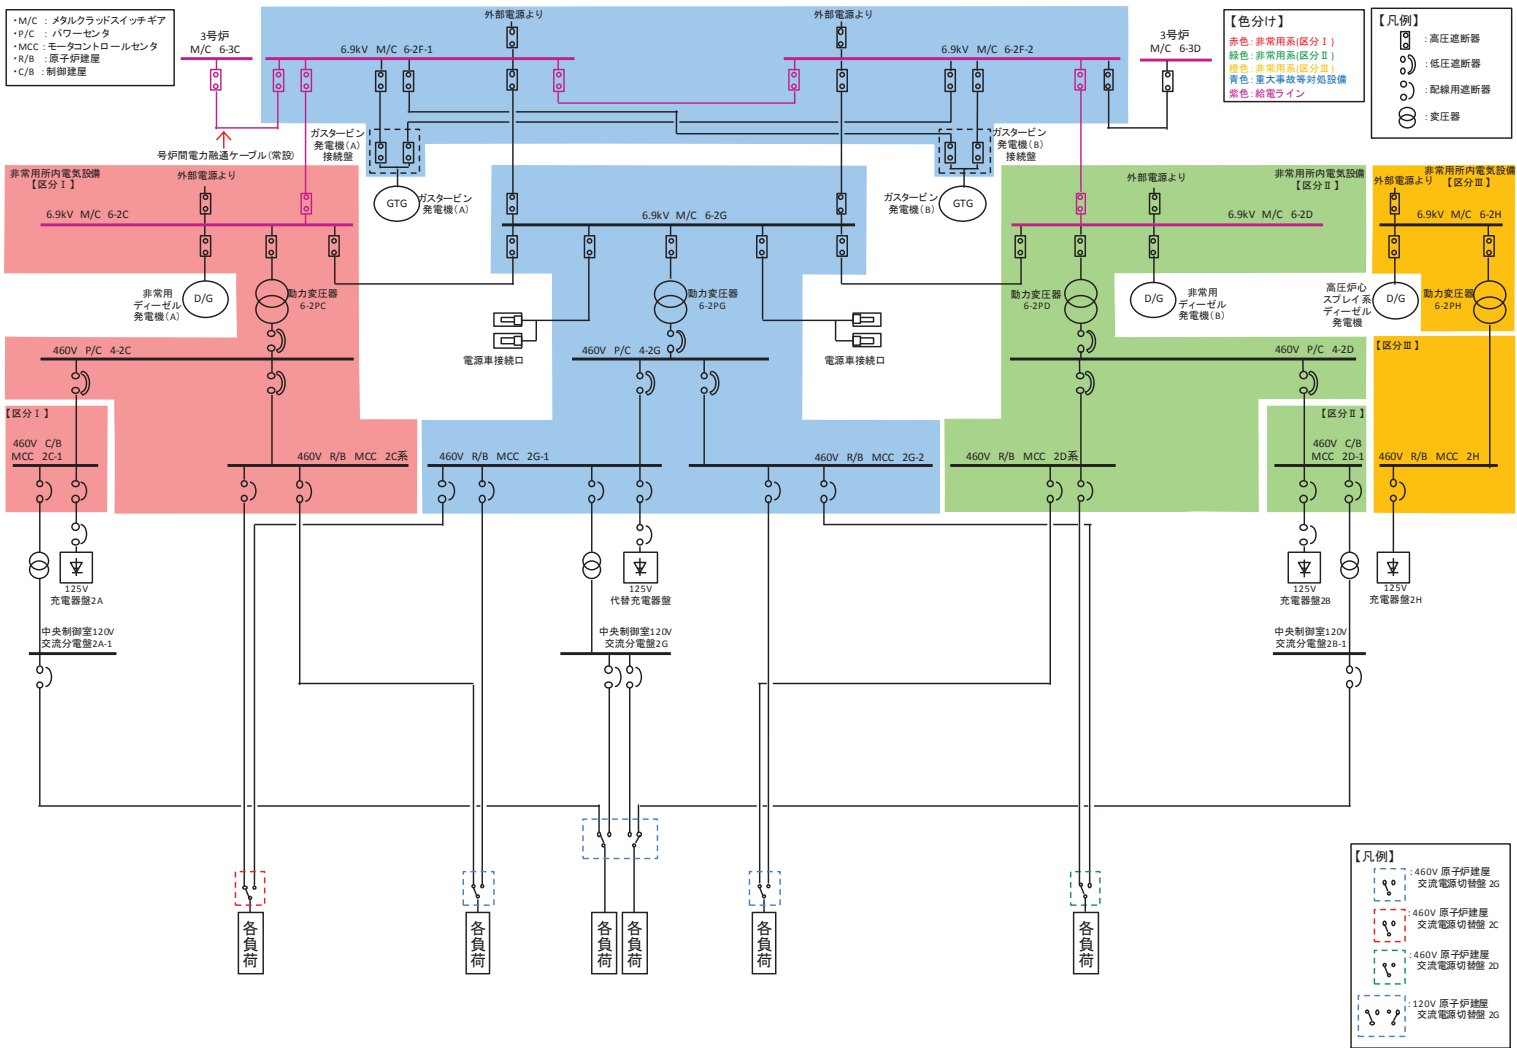 ・M/C : メタルクラッドスイッチギア
・P/C : パワーセンタ
・MCC : モータコントロールセンタ
・R/B : 原子炉建屋
・C/B : 制御建屋
3号炉
M/C 6-3C
外部電源より
6.9kV M/C 6-2F-1
外部電源より
6.9kV M/C 6-2F-2
3号炉
M/C 6-3D
【色分け】
赤色:非常用系(区分Ⅰ)
緑色:非常用系(区分Ⅱ)
橙色:非常用系(区分Ⅲ)
青色:重大事故等対処設備
紫色:給電ライン
【凡例】
:高圧遮断器
:低圧遮断器
:配線用遮断器
:変圧器
号炉間電力融通ケーブル(常設)
ガスタービン
発電機(A)
接続盤
ガスタービン
発電機(B)
接続盤
GTG
ガスタービン
発電機(A)
ガスタービン
発電機(B)
GTG
非常用所内電気設備
【区分Ⅰ】
外部電源より
6.9kV M/C 6-2C
6.9kV M/C 6-2G
外部電源より
非常用所内電気設備
【区分Ⅱ】
6.9kV M/C 6-2D
非常用所内電気設備
【区分Ⅲ】
外部電源より
6.9kV M/C 6-2H
非常用
ディーゼル
発電機(A)
D/G
動力変圧器
6-2PC
動力変圧器
6-2PG
動力変圧器
6-2PD
D/G
非常用
ディーゼル
発電機(B)
高圧炉心
スプレイ系
ディーゼル
発電機
D/G
動力変圧器
6-2PH
電源車接続口
電源車接続口
460V P/C 4-2C
460V P/C 4-2G
460V P/C 4-2D
【区分Ⅲ】
【区分Ⅰ】
460V C/B
MCC 2C-1
460V R/B MCC 2C系
460V R/B MCC 2G-1
460V R/B MCC 2G-2
460V R/B MCC 2D系
【区分Ⅱ】
460V C/B
MCC 2D-1
460V R/B MCC 2H
125V
充電器盤2A
125V
代替充電器盤
125V
充電器盤2B
125V
充電器盤2H
中央制御室120V
交流分電盤2A-1
中央制御室120V
交流分電盤2G
中央制御室120V
交流分電盤2B-1
各負荷
各負荷
各負荷
各負荷
各負荷
各負荷
【凡例】
:460V 原子炉建屋
交流電源切替盤 2G
:460V 原子炉建屋
交流電源切替盤 2C
:460V 原子炉建屋
交流電源切替盤 2D
:120V 原子炉建屋
交流電源切替盤 2G